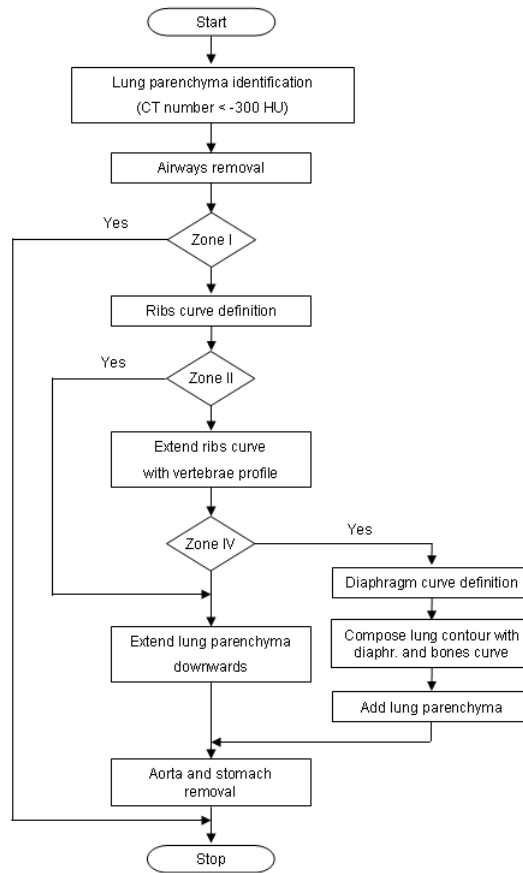 Start
Lung parenchyma identification
(CT number < -300 HU)
Airways removal
Yes
Zone I
Ribs curve definition
Yes
Zone II
Extend ribs curve
with vertebrae profile
Zone IV
Yes
Diaphragm curve definition
Compose lung contour with
diaphr. and bones curve
Extend lung parenchyma
downwards
Add lung parenchyma
Aorta and stomach
removal
Stop